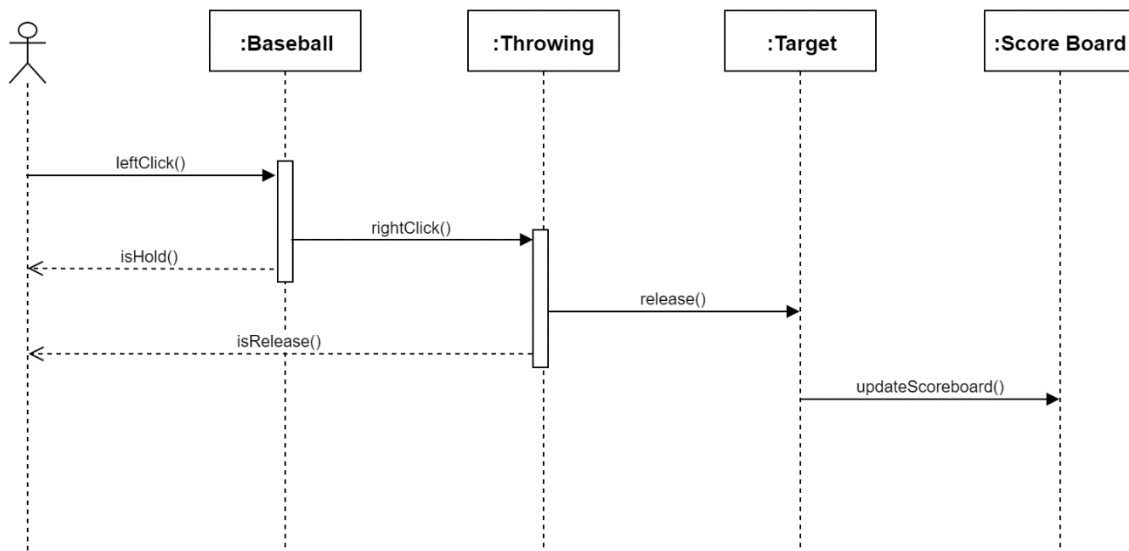 :Baseball
:Throwing
:Target
:Score Board
leftClick()
rightClick()
isHold()
release()
isRelease()
updateScoreboard()